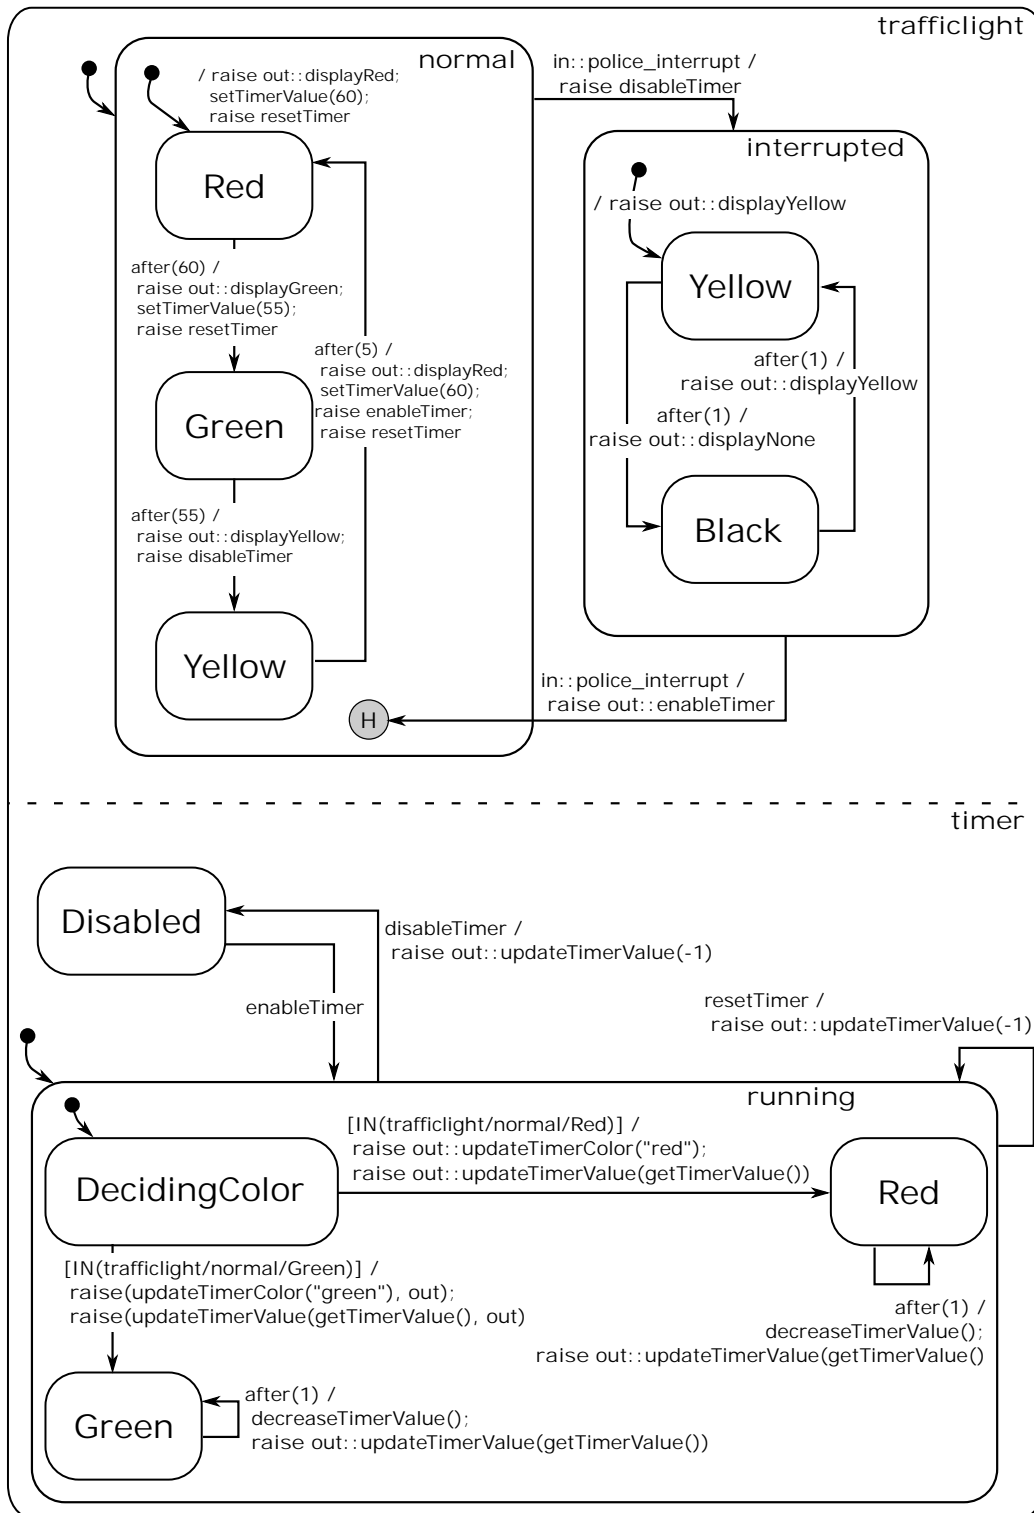 trafficlight
normal
/ raise out::displayRed;
setTimerValue(60);
raise resetTimer
Red
after(60) /
raise out::displayGreen;
setTimerValue(55);
raise resetTimer
after(5) /
raise out::displayRed;
setTimerValue(60);
raise enableTimer;
raise resetTimer
Green
after(55) /
raise out::displayYellow;
raise disableTimer
Yellow
H
in::police_interrupt /
raise disableTimer
interrupted
/ raise out::displayYellow
Yellow
after(1) /
raise out::displayYellow
after(1) /
raise out::displayNone
Black
in::police_interrupt /
raise out::enableTimer
timer
Disabled
disableTimer /
raise out::updateTimerValue(-1)
enableTimer
resetTimer /
raise out::updateTimerValue(-1)
running
[IN(trafficlight/normal/Red)] /
raise out::updateTimerColor("red");
raise out::updateTimerValue(getTimerValue())
DecidingColor
Red
[IN(trafficlight/normal/Green)] /
raise(updateTimerColor("green"), out);
raise(updateTimerValue(getTimerValue(), out)
after(1) /
decreaseTimerValue();
raise out::updateTimerValue(getTimerValue()
Green
after(1) /
decreaseTimerValue();
raise out::updateTimerValue(getTimerValue())